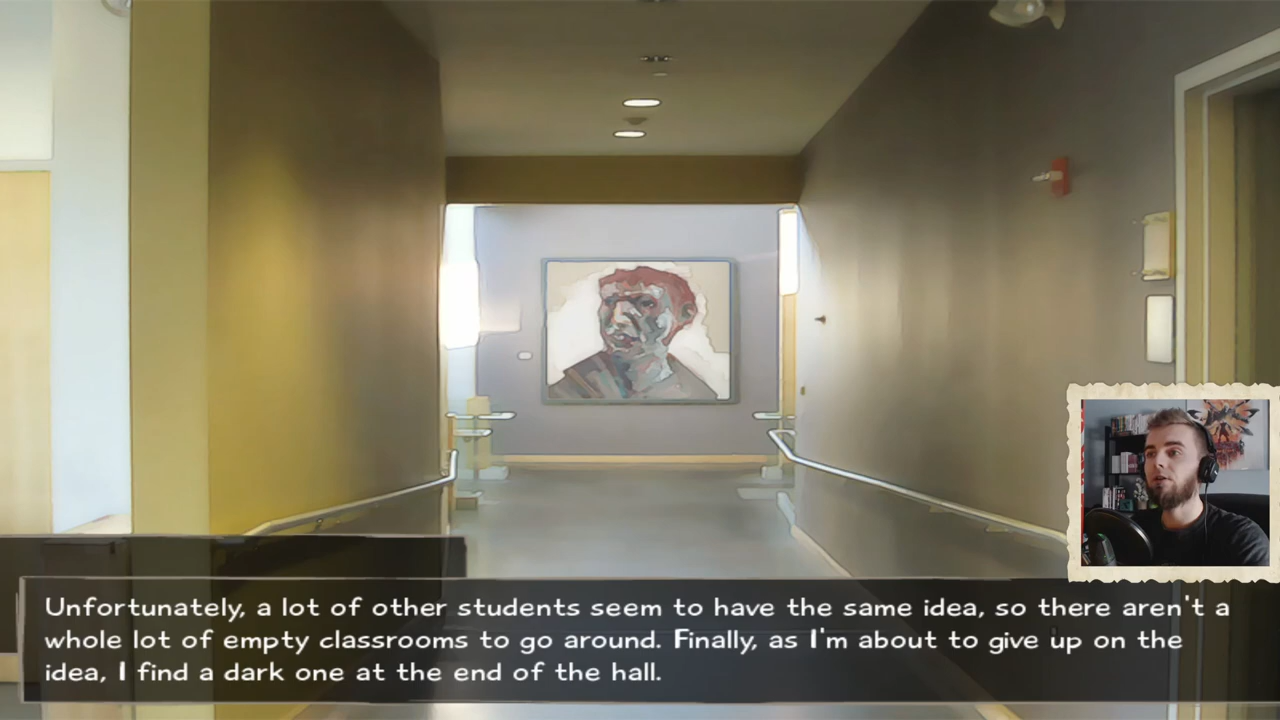 Unfortunately, a lot of other students seem to have the same idea, so there aren't a
whole lot of empty classrooms to go around. Finally, as I'm about to give up on the
idea, I find a dark one at the end of the hall.